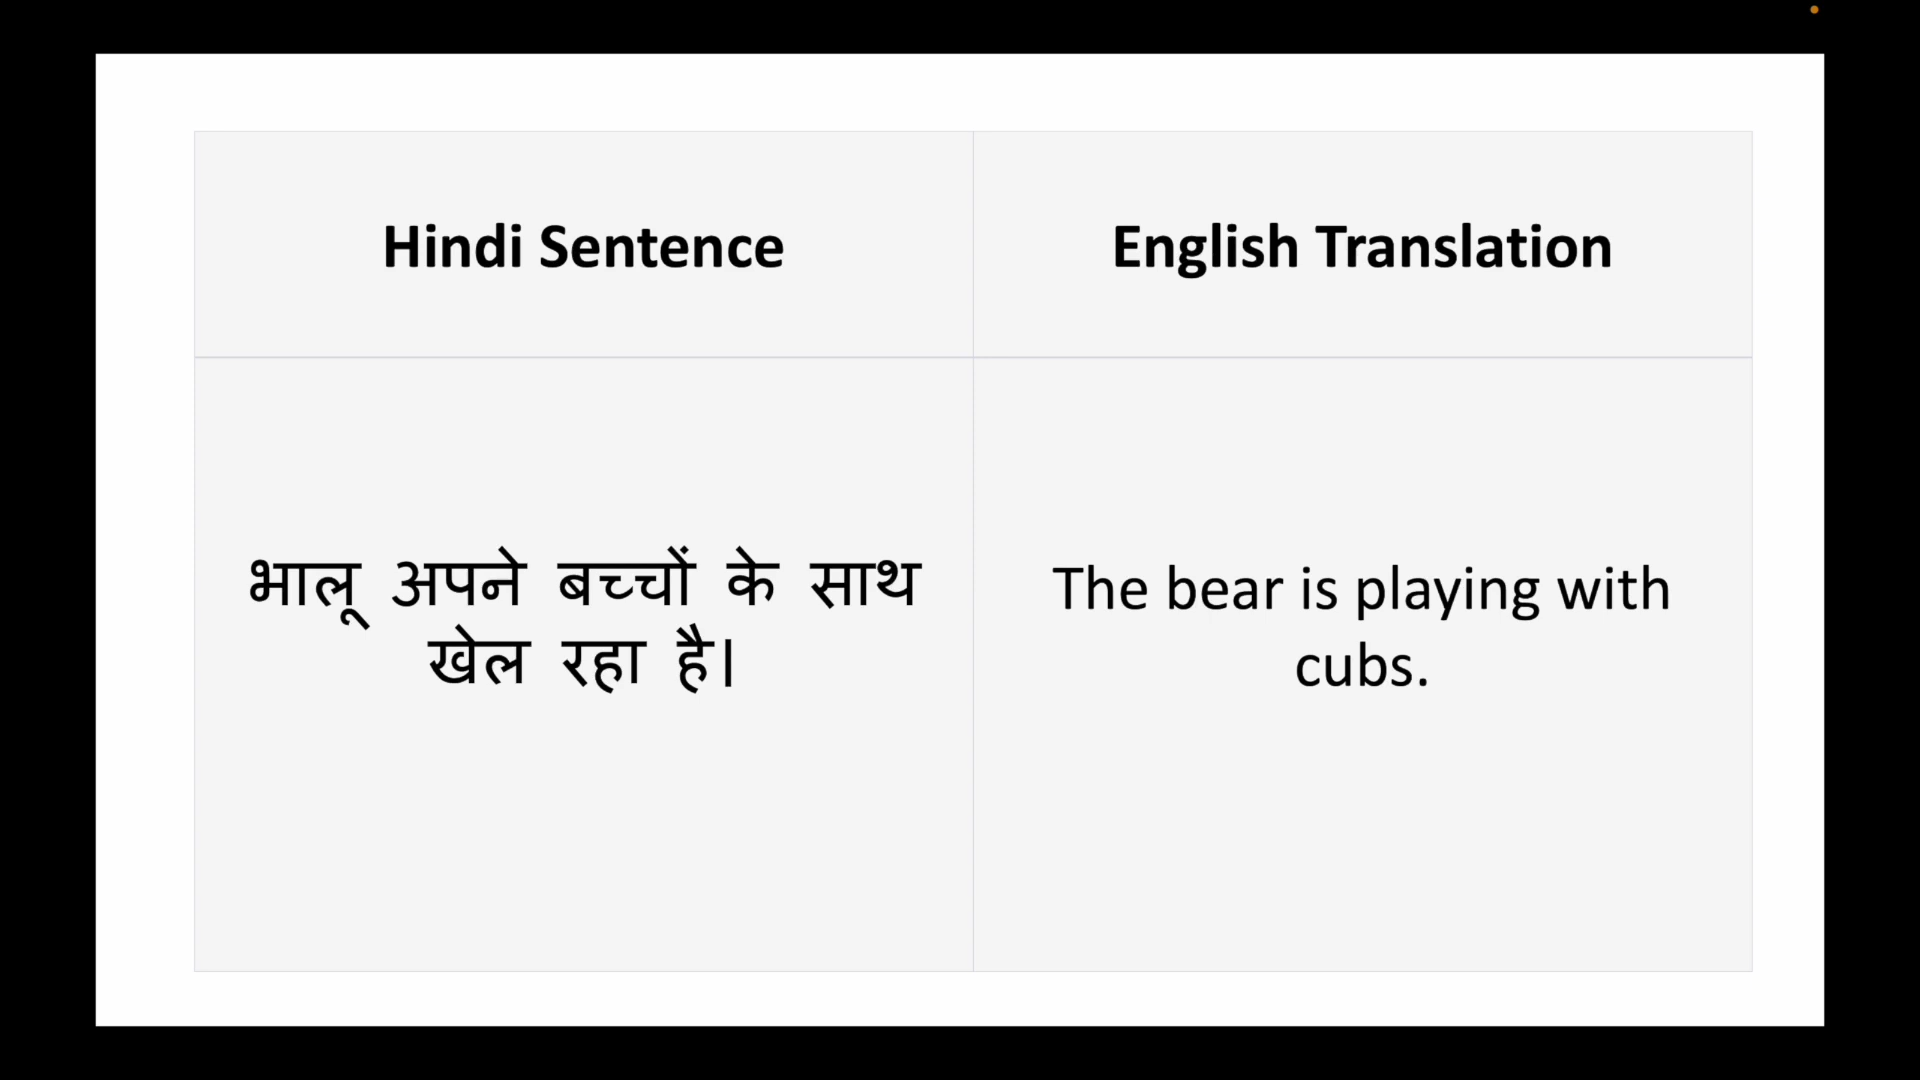 Hindi Sentence
English Translation
भालू अपने बच्चों के साथ
खेल रहा है।
The bear is playing with
cubs.